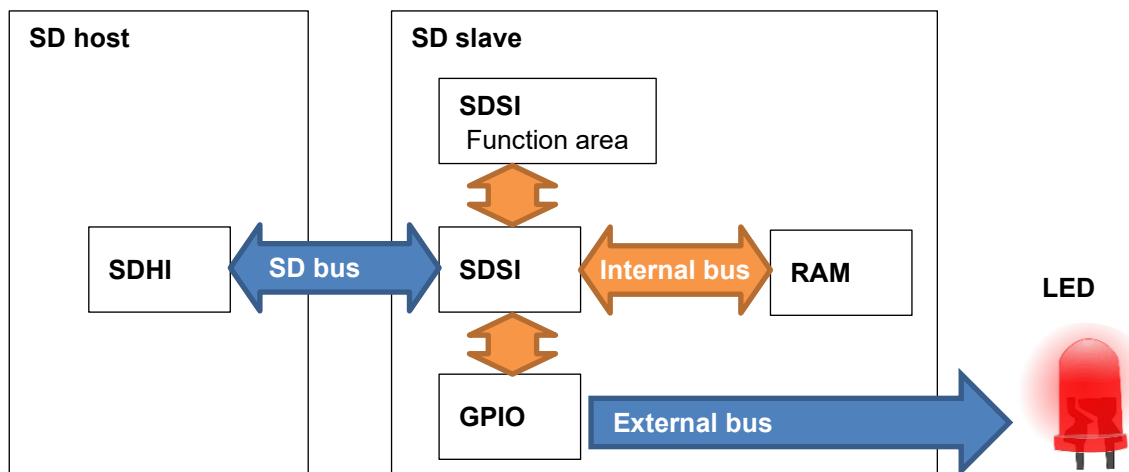 SD host
SD slave
SDSI
Function area
SDHI
SD bus
SDSI
Internal bus
RAM
LED
GPIO
External bus